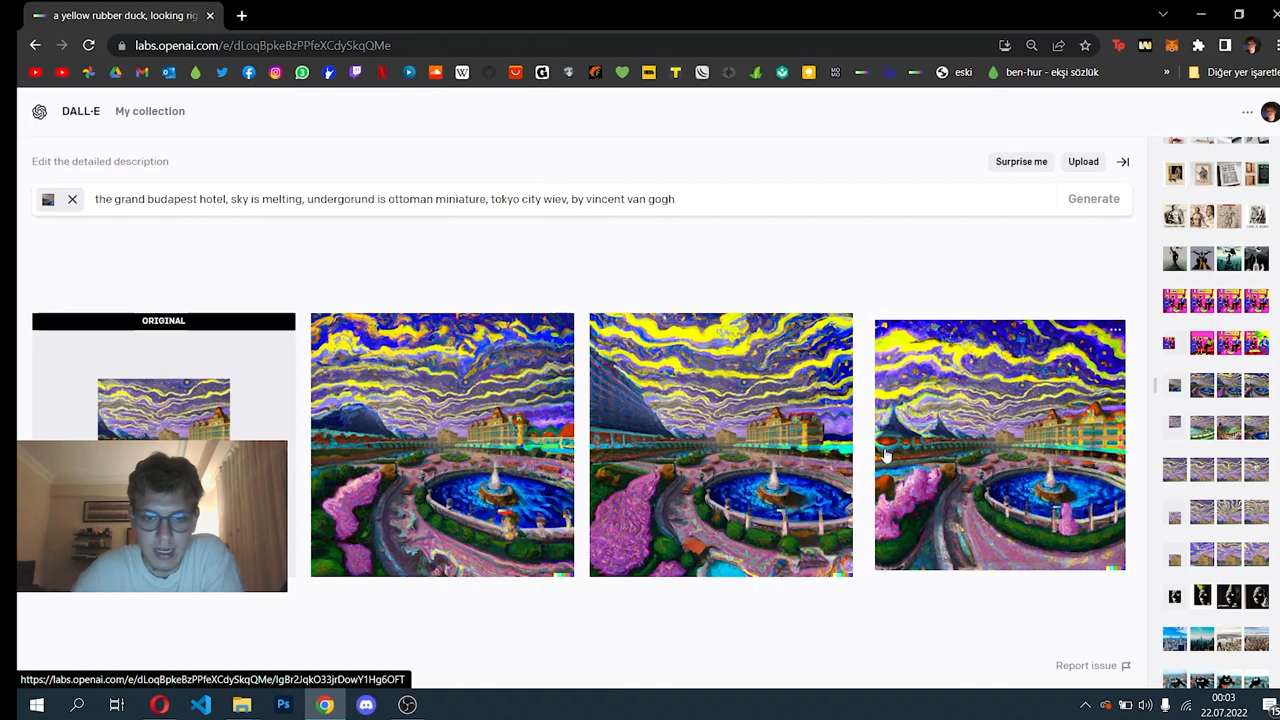 a yellow rubber duck, looking rig
labs.openai.com/e/dLoqBpkeBzPPfeXCdySkqQMe
eski
ben-hur - ekşi sözlük
»
Diğer yer işaretle
DALL·E
My collection
Edit the detailed description
Surprise me
Upload
the grand budapest hotel, sky is melting, undergorund is ottoman miniature, tokyo city wiev, by vincent van gogh
Generate
ORIGINAL
Report issue
https://labs.openai.com/e/dLoqBpkeBzPPfeXCdySkqQMe/IgBr2JqkO33jrDowY1Hg6OFT
00:03
22.07.2022